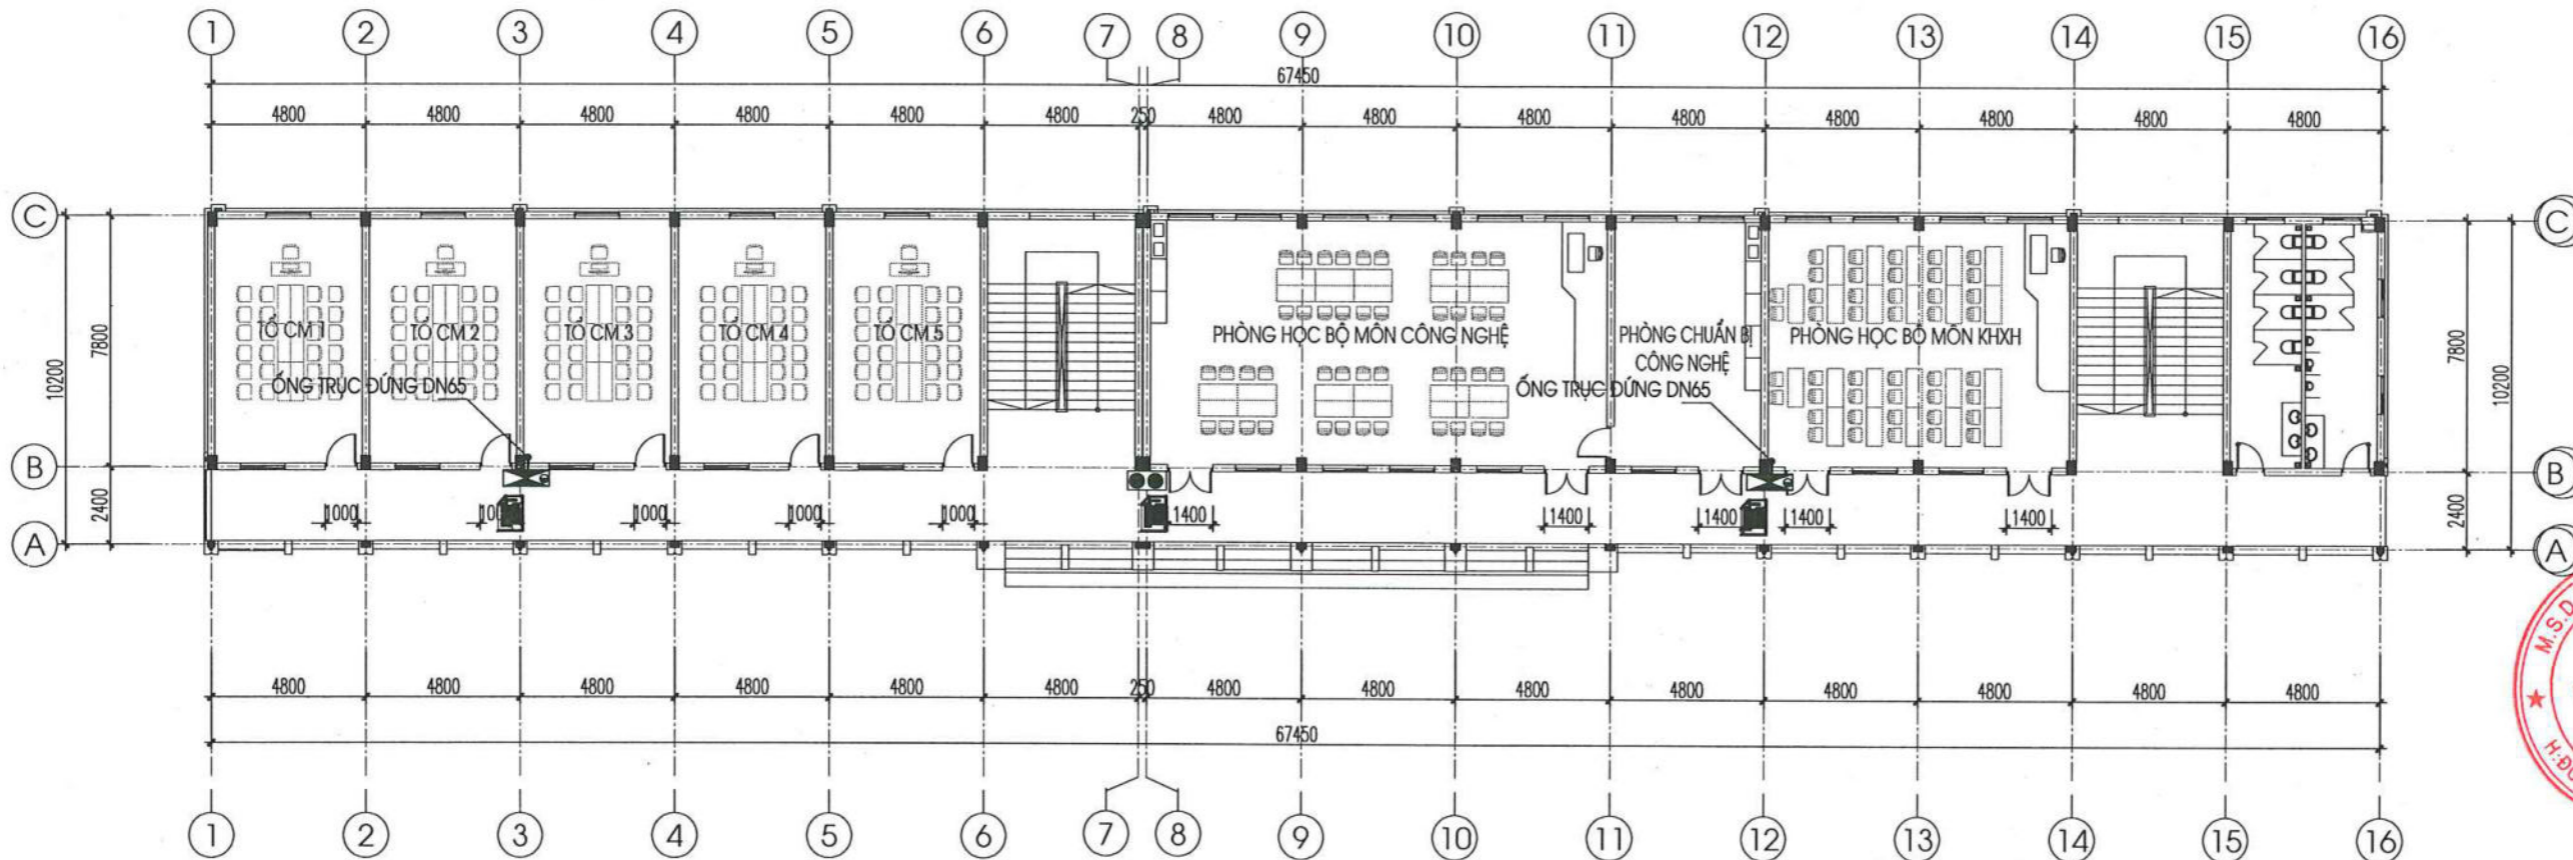 1 2 3 4 5 6 7 8 9 10 11 12 13 14 15 16
67450
4800 4800 4800 4800 4800 4800 250 4800 4800 4800 4800 4800 4800 4800 4800
C C
TỔ CM 1 TỔ CM 2 TỔ CM 3 TỔ CM 4 TỔ CM 5 PHÒNG HỌC BỘ MÔN CÔNG NGHỆ PHÒNG CHUẨN BỊ PHÒNG HỌC BỘ MÔN KHXH
CÔNG NGHỆ
7800 10200 7800 10200
ỐNG TRỤC ĐỨNG DN65 ỐNG TRỤC ĐỨNG DN65
B B
2400 2400
1000 1000 1000 1000 1400 1400 1400 1400 1400
A A
M.S.D
H.ĐÔ
4800 4800 4800 4800 4800 4800 250 4800 4800 4800 4800 4800 4800 4800 4800
67450
1 2 3 4 5 6 7 8 9 10 11 12 13 14 15 16